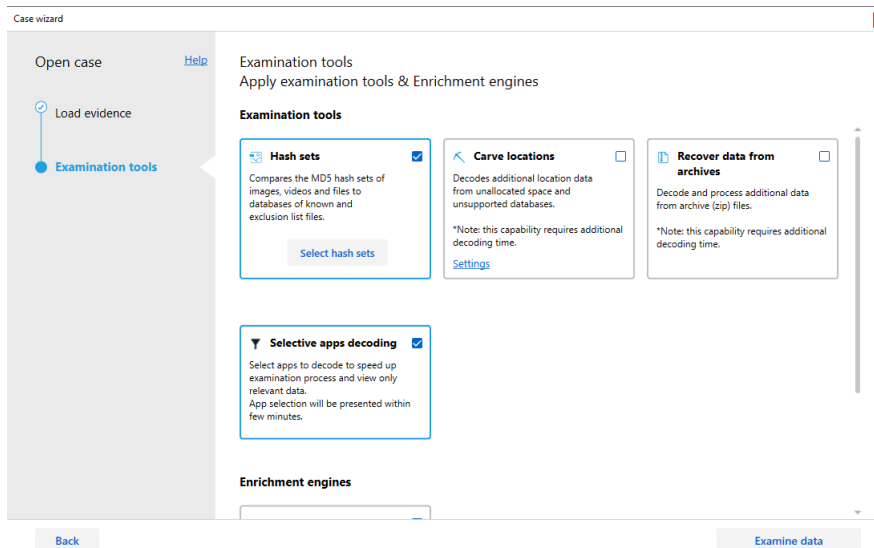 Case wizard
Open case
Help
Load evidence
Examination tools
Examination tools
Apply examination tools & Enrichment engines
Examination tools
Hash sets
Compares the MD5 hash sets of
images, videos and files to
databases of known and
exclusion list files.
Select hash sets
Carve locations
Decodes additional location data
from unallocated space and
unsupported databases.
*Note: this capability requires additional
decoding time.
Settings
Recover data from
archives
Decode and process additional data
from archive (zip) files.
*Note: this capability requires additional
decoding time.
Selective apps decoding
Select apps to decode to speed up
examination process and view only
relevant data.
App selection will be presented within
few minutes.
Enrichment engines
Back
Examine data